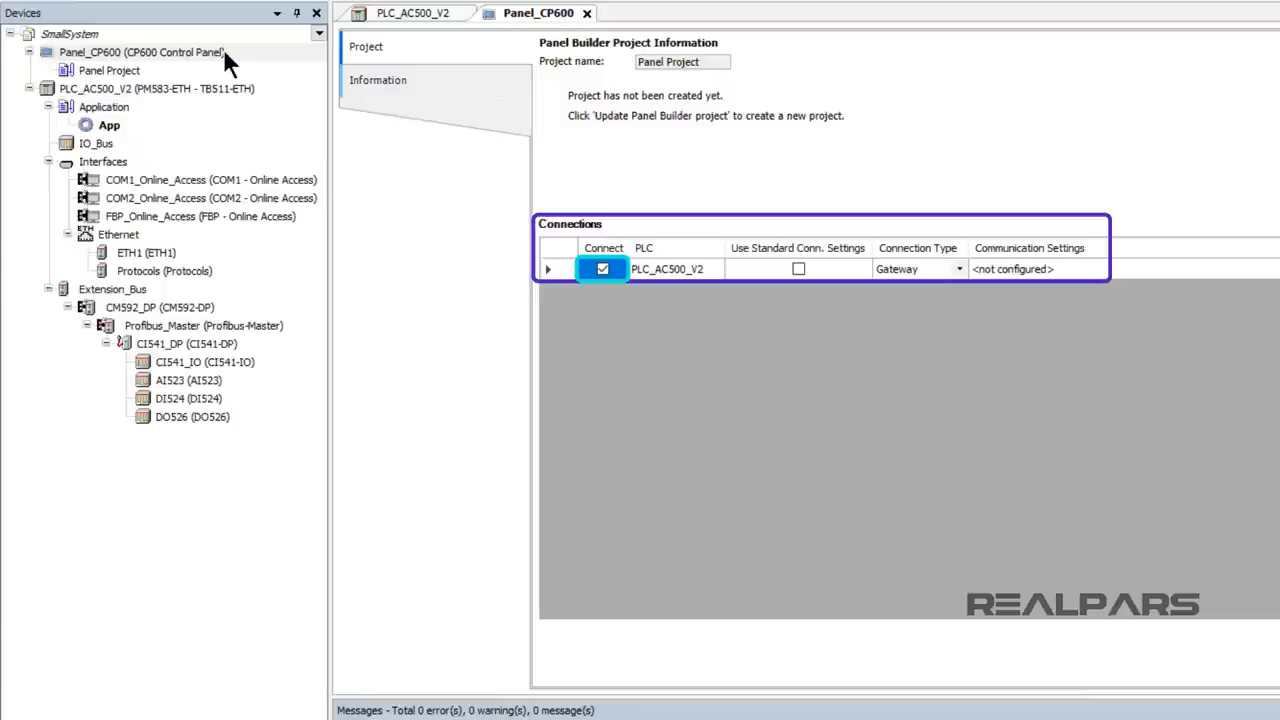 Devices
SmallSystem
Panel_CP600 (CP600 Control Panel)
Panel Project
PLC_AC500_V2 (PM583-ETH - TB511-ETH)
Application
App
IO_Bus
Interfaces
COM1_Online_Access (COM1 - Online Access)
COM2_Online_Access (COM2 - Online Access)
FBP_Online_Access (FBP - Online Access)
ETH
Ethernet
ETH1 (ETH1)
Protocols (Protocols)
Extension_Bus
CM592_DP (CM592-DP)
Profibus_Master (Profibus-Master)
CI541_DP (CI541-DP)
CI541_IO (CI541-IO)
AI523 (AI523)
DI524 (DI524)
DO526 (DO526)
PLC_AC500_V2
Panel_CP600
Project
Information
Panel Builder Project Information
Project name: Panel Project
Project has not been created yet.
Click 'Update Panel Builder project' to create a new project.
Connections
Connect PLC Use Standard Conn. Settings Connection Type Communication Settings
PLC_AC500_V2 Gateway <not configured>
REALPARS
Messages - Total 0 error(s), 0 warning(s), 0 message(s)